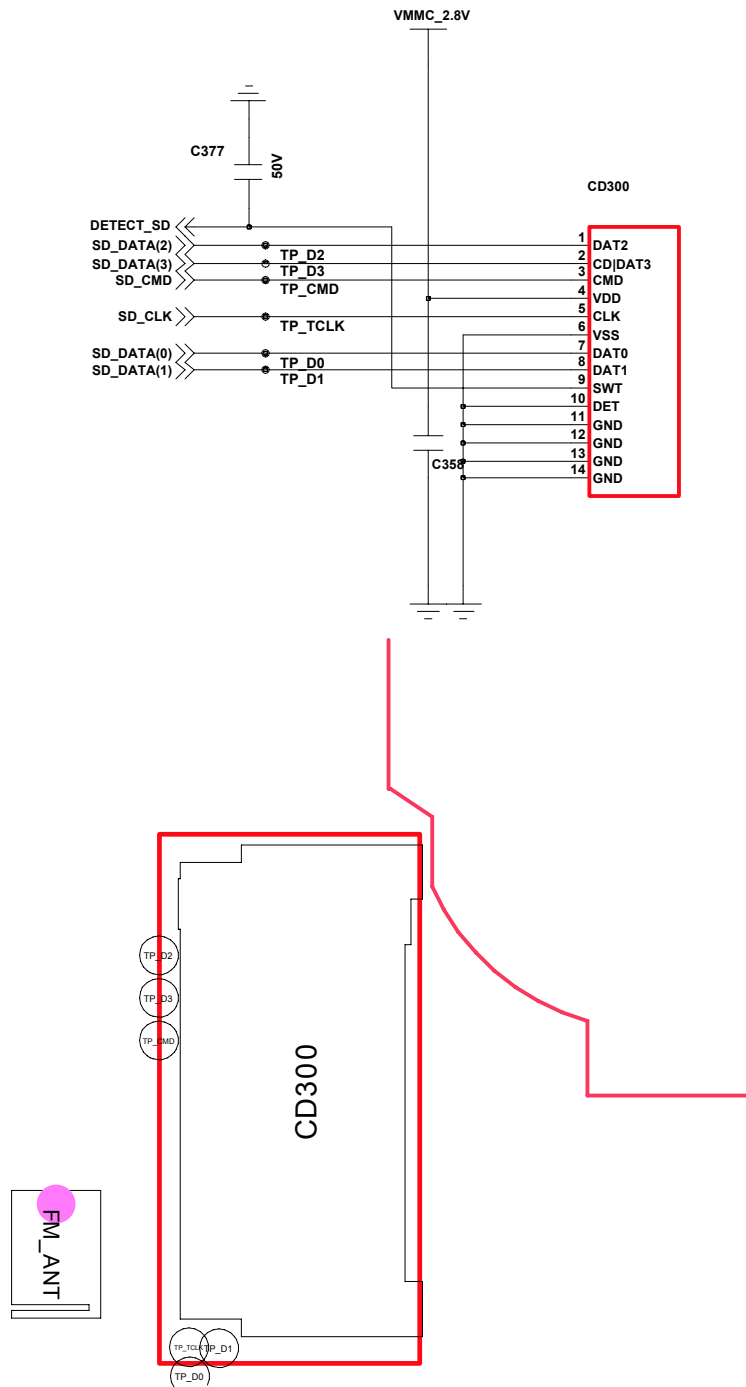 VMMC_2.8V
C377
50V
CD300
DETECT_SD
SD_DATA(2)
SD_DATA(3)
SD_CMD
SD_CLK
SD_DATA(0)
SD_DATA(1)
TP_D2
TP_D3
TP_CMD
TP_TCLK
TP_D0
TP_D1
1 DAT2
2 CD|DAT3
3 CMD
4 VDD
5 CLK
6 VSS
7 DAT0
8 DAT1
9 SWT
10 DET
11 GND
12 GND
13 GND
14 GND
C358
TP_D2
TP_D3
TP_CMD
CD300
FM_ANT
TP_TCLK
TP_D1
TP_D0